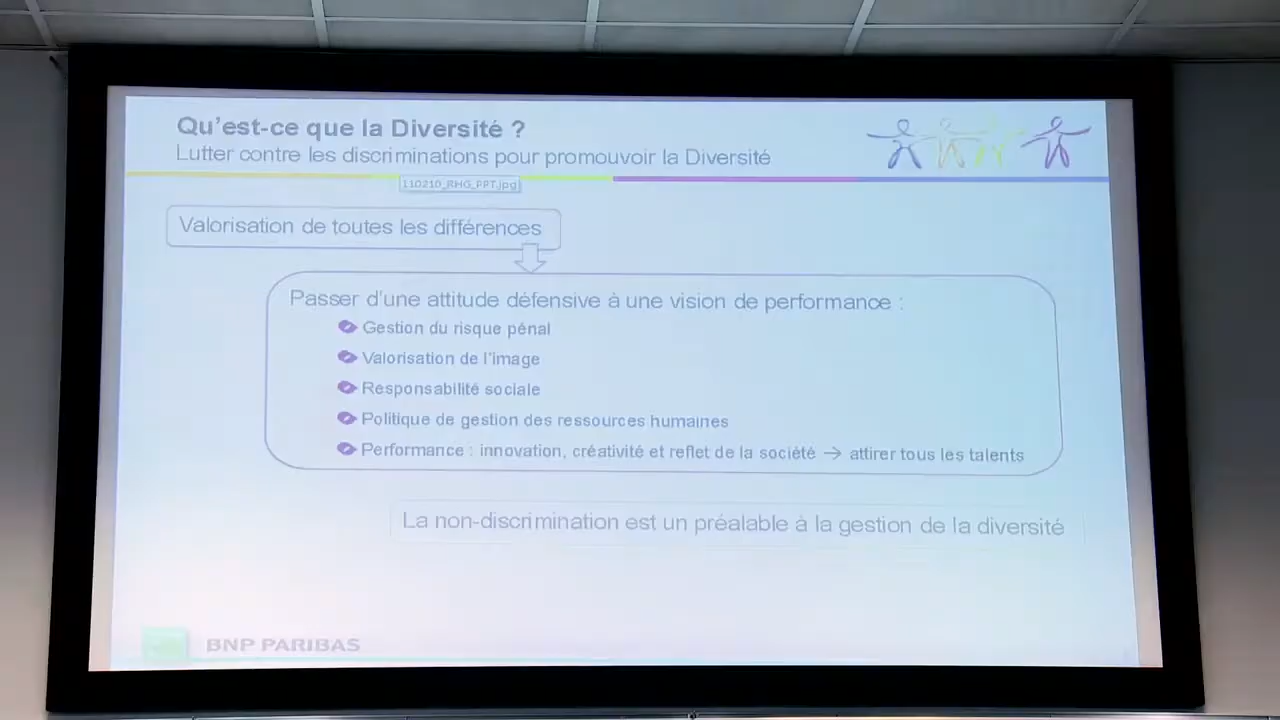 Qu'est-ce que la Diversité ?
Lutter contre les discriminations pour promouvoir la Diversité
110210_RHG_PPT.jpg
Valorisation de toutes les différences
Passer d'une attitude défensive à une vision de performance :
Gestion du risque pénal
Valorisation de l'image
Responsabilité sociale
Politique de gestion des ressources humaines
Performance : innovation, créativité et reflet de la société → attirer tous les talents
La non-discrimination est un préalable à la gestion de la diversité
BNP PARIBAS